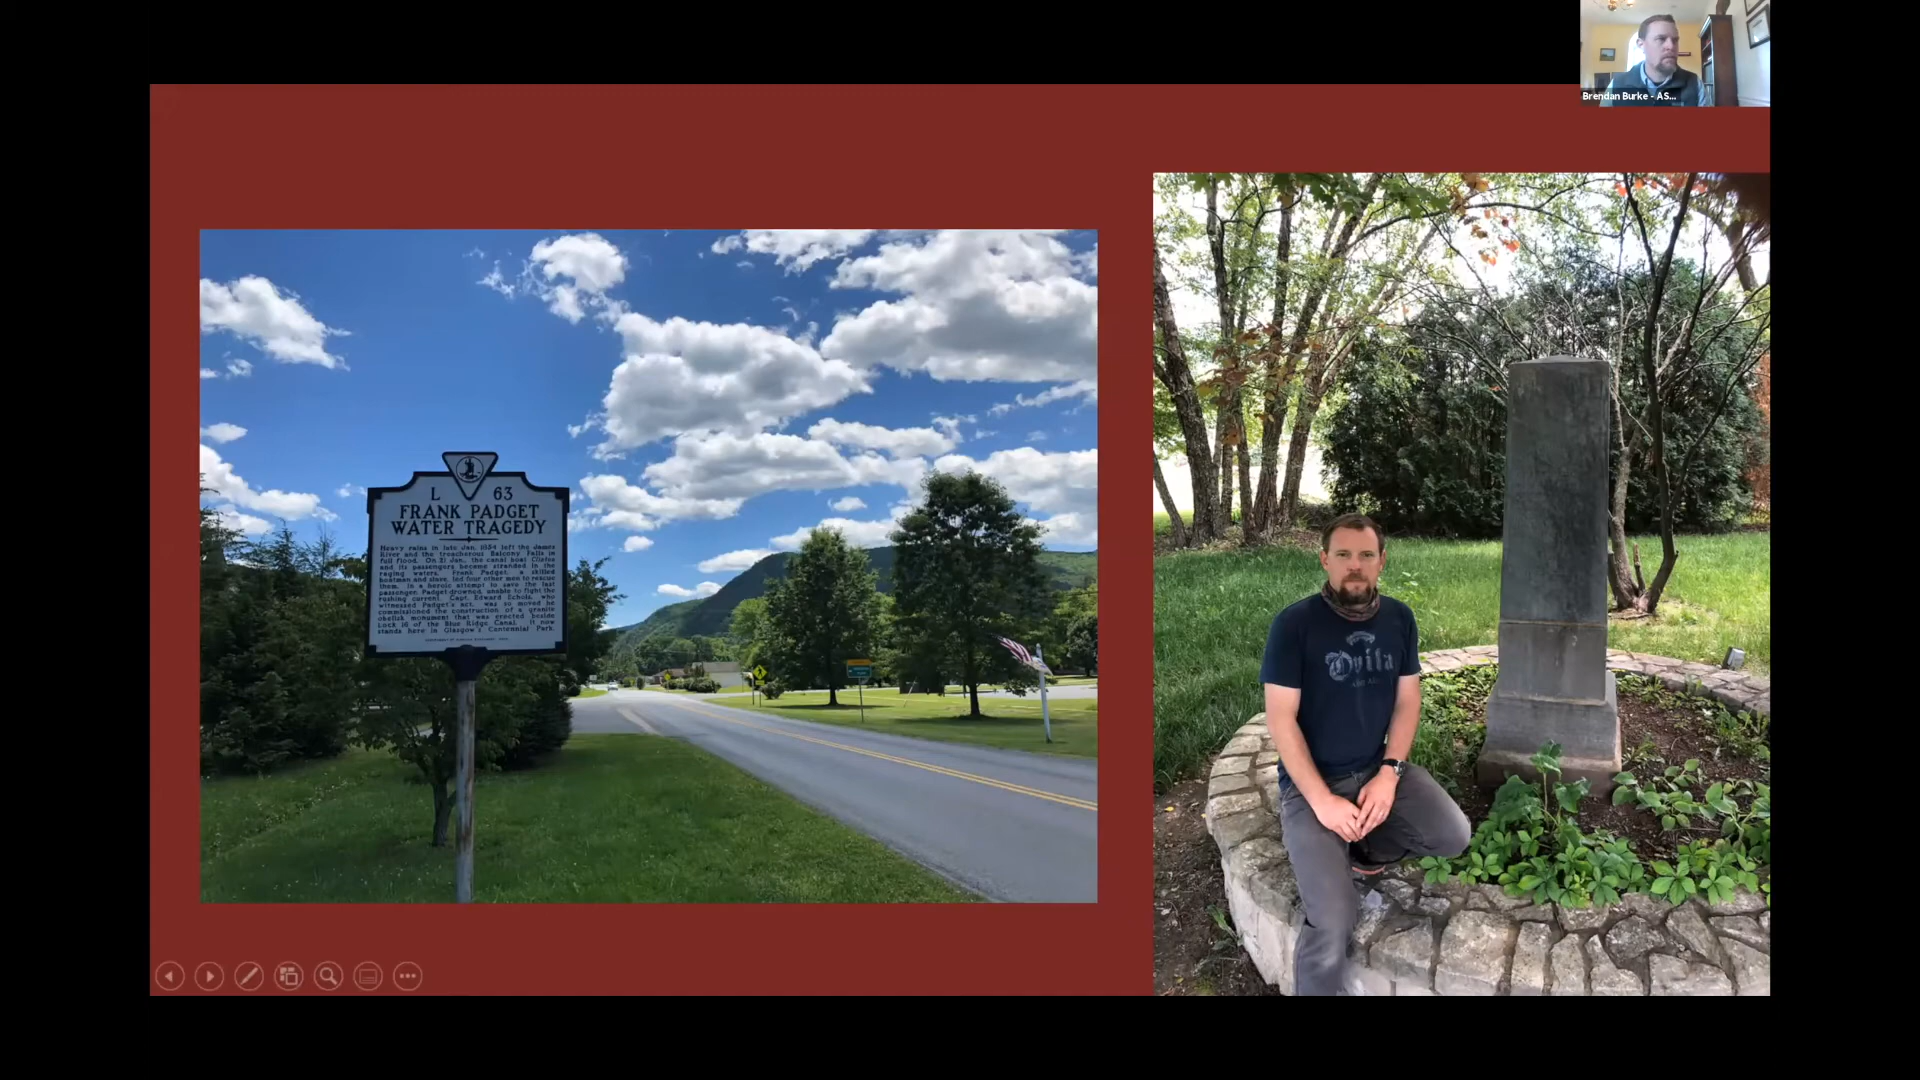 Brendan Burke - AS...
L 63
FRANK PADGET
WATER TRAGEDY
Heavy rains in late Jan. 1854 left the James
River and the treacherous Balcony Falls in
full flood. On 21 Jan., the canal boat Clinton
and its passengers became stranded in the
raging waters. Frank Padget, a skilled
boatman and slave, led four other men to rescue
them. In a heroic attempt to save the last
passenger, Padget drowned, unable to fight the
rushing current. Capt. Edward Echols, who
witnessed Padget's act, was so moved he
commissioned the construction of a granite
obelisk monument that was erected beside
Lock 16 of the Blue Ridge Canal. It now
stands here in Glasgow's Centennial Park.